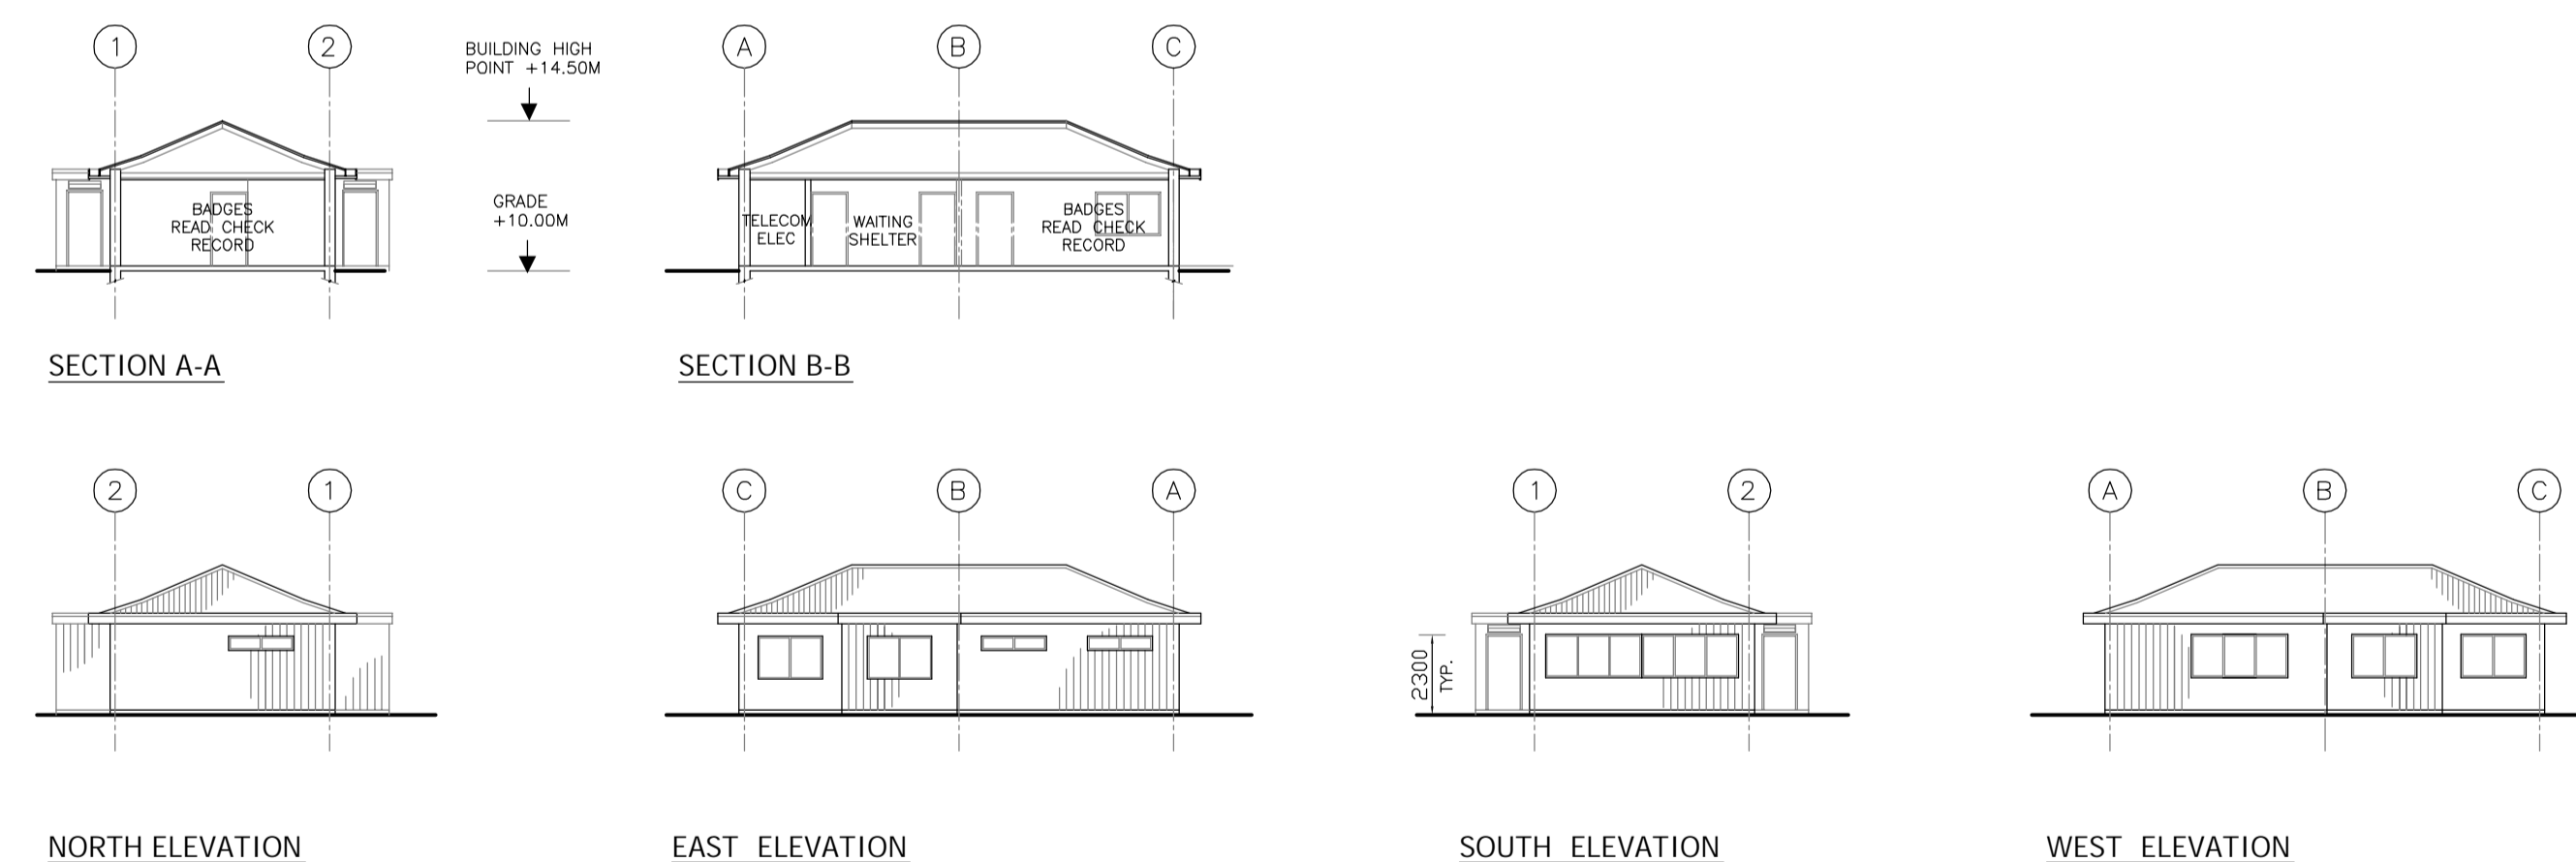 1
2
BUILDING HIGH
POINT +14.50M
GRADE
+10.00M
BADGES
READ CHECK
RECORD
SECTION A-A
A
B
C
TELECOM
ELEC
WAITING
SHELTER
BADGES
READ CHECK
RECORD
SECTION B-B
2
1
NORTH ELEVATION
C
B
A
EAST ELEVATION
1
2
2300
TYP.
SOUTH ELEVATION
A
B
C
WEST ELEVATION